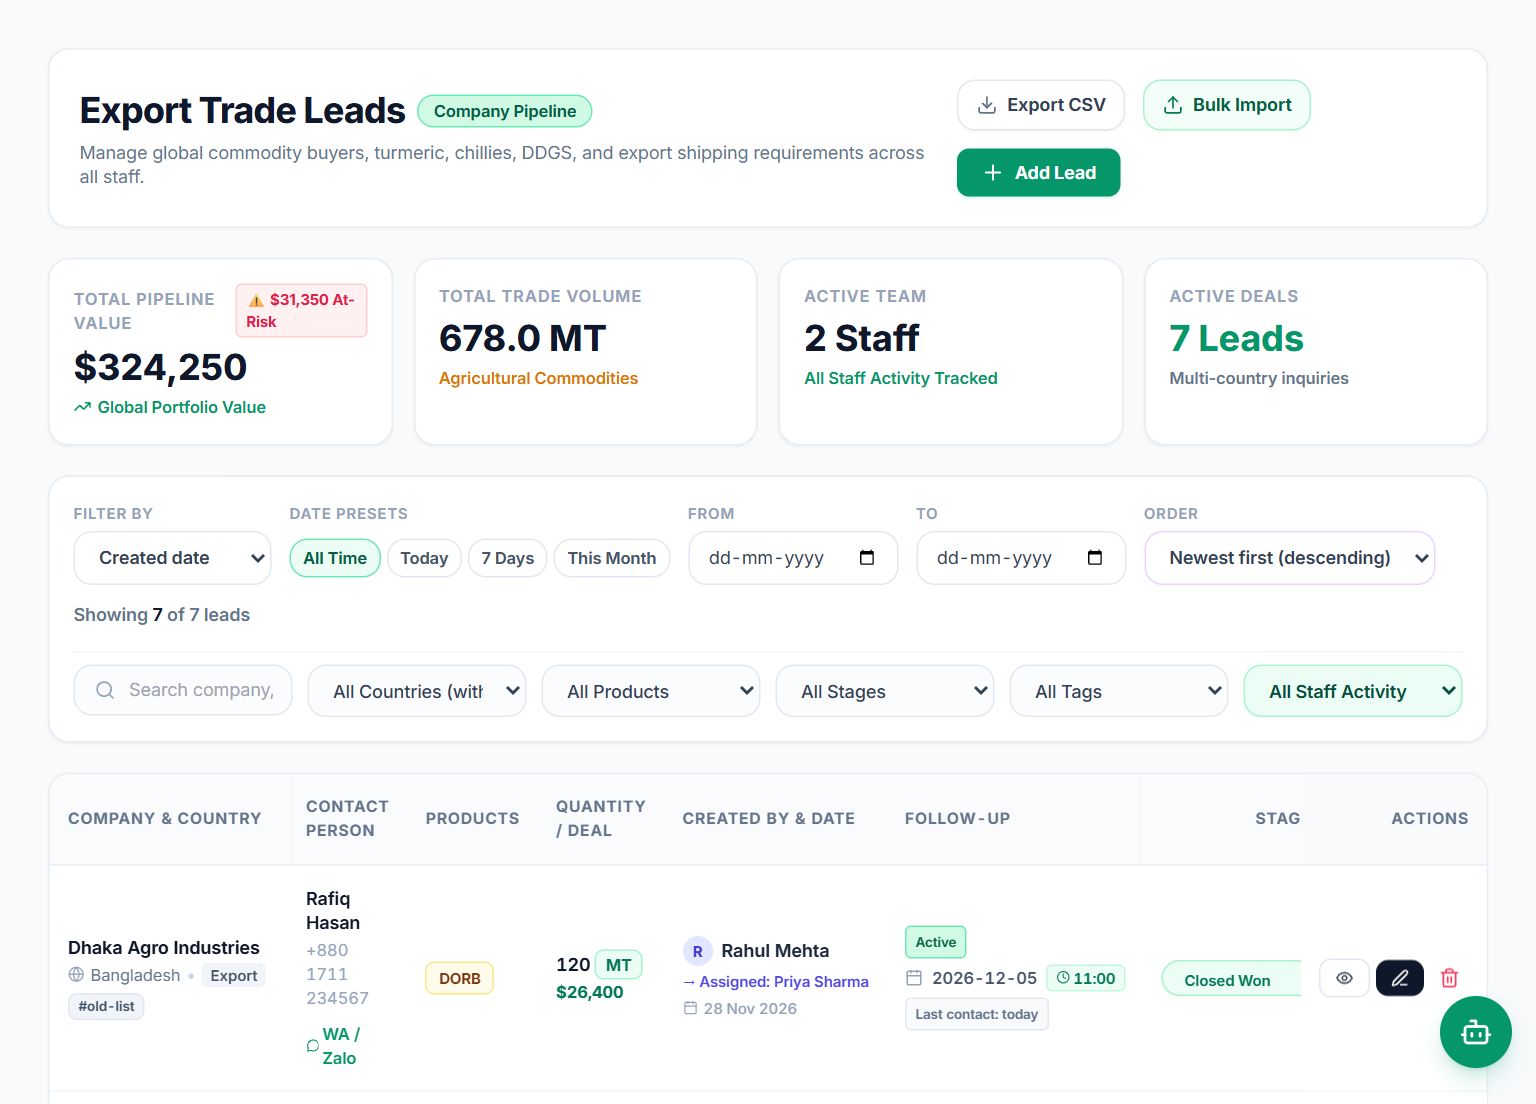 Export Trade Leads
Company Pipeline
Manage global commodity buyers, turmeric, chillies, DDGS, and export shipping requirements across
all staff.
Export CSV
Bulk Import
Add Lead
TOTAL PIPELINE
VALUE
⚠️ $31,350 At-
Risk
$324,250
Global Portfolio Value
TOTAL TRADE VOLUME
678.0 MT
Agricultural Commodities
ACTIVE TEAM
2 Staff
All Staff Activity Tracked
ACTIVE DEALS
7 Leads
Multi-country inquiries
FILTER BY
Created date
DATE PRESETS
All Time
Today
7 Days
This Month
FROM
dd-mm-yyyy
TO
dd-mm-yyyy
ORDER
Newest first (descending)
Showing 7 of 7 leads
Search company,
All Countries (with
All Products
All Stages
All Tags
All Staff Activity
COMPANY & COUNTRY
CONTACT
PERSON
PRODUCTS
QUANTITY
/ DEAL
CREATED BY & DATE
FOLLOW-UP
STAG
ACTIONS
Dhaka Agro Industries
Bangladesh • Export
#old-list
Rafiq
Hasan
+880
1711
234567
WA /
Zalo
DORB
120 MT
$26,400
R Rahul Mehta
→ Assigned: Priya Sharma
28 Nov 2026
Active
2026-12-05 11:00
Last contact: today
Closed Won